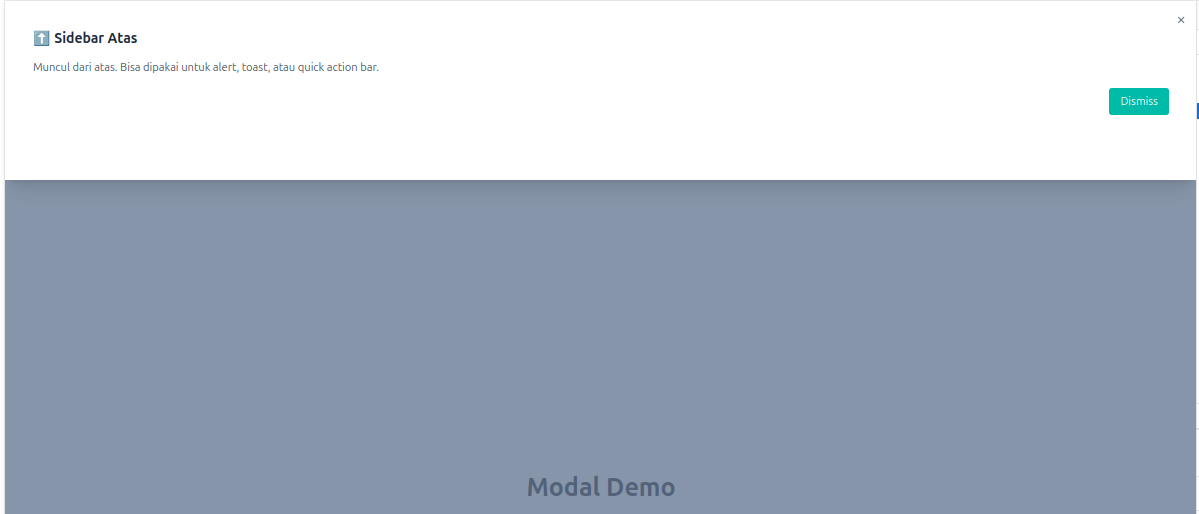 ×
⬆️ Sidebar Atas
Muncul dari atas. Bisa dipakai untuk alert, toast, atau quick action bar.
Dismiss
Modal Demo